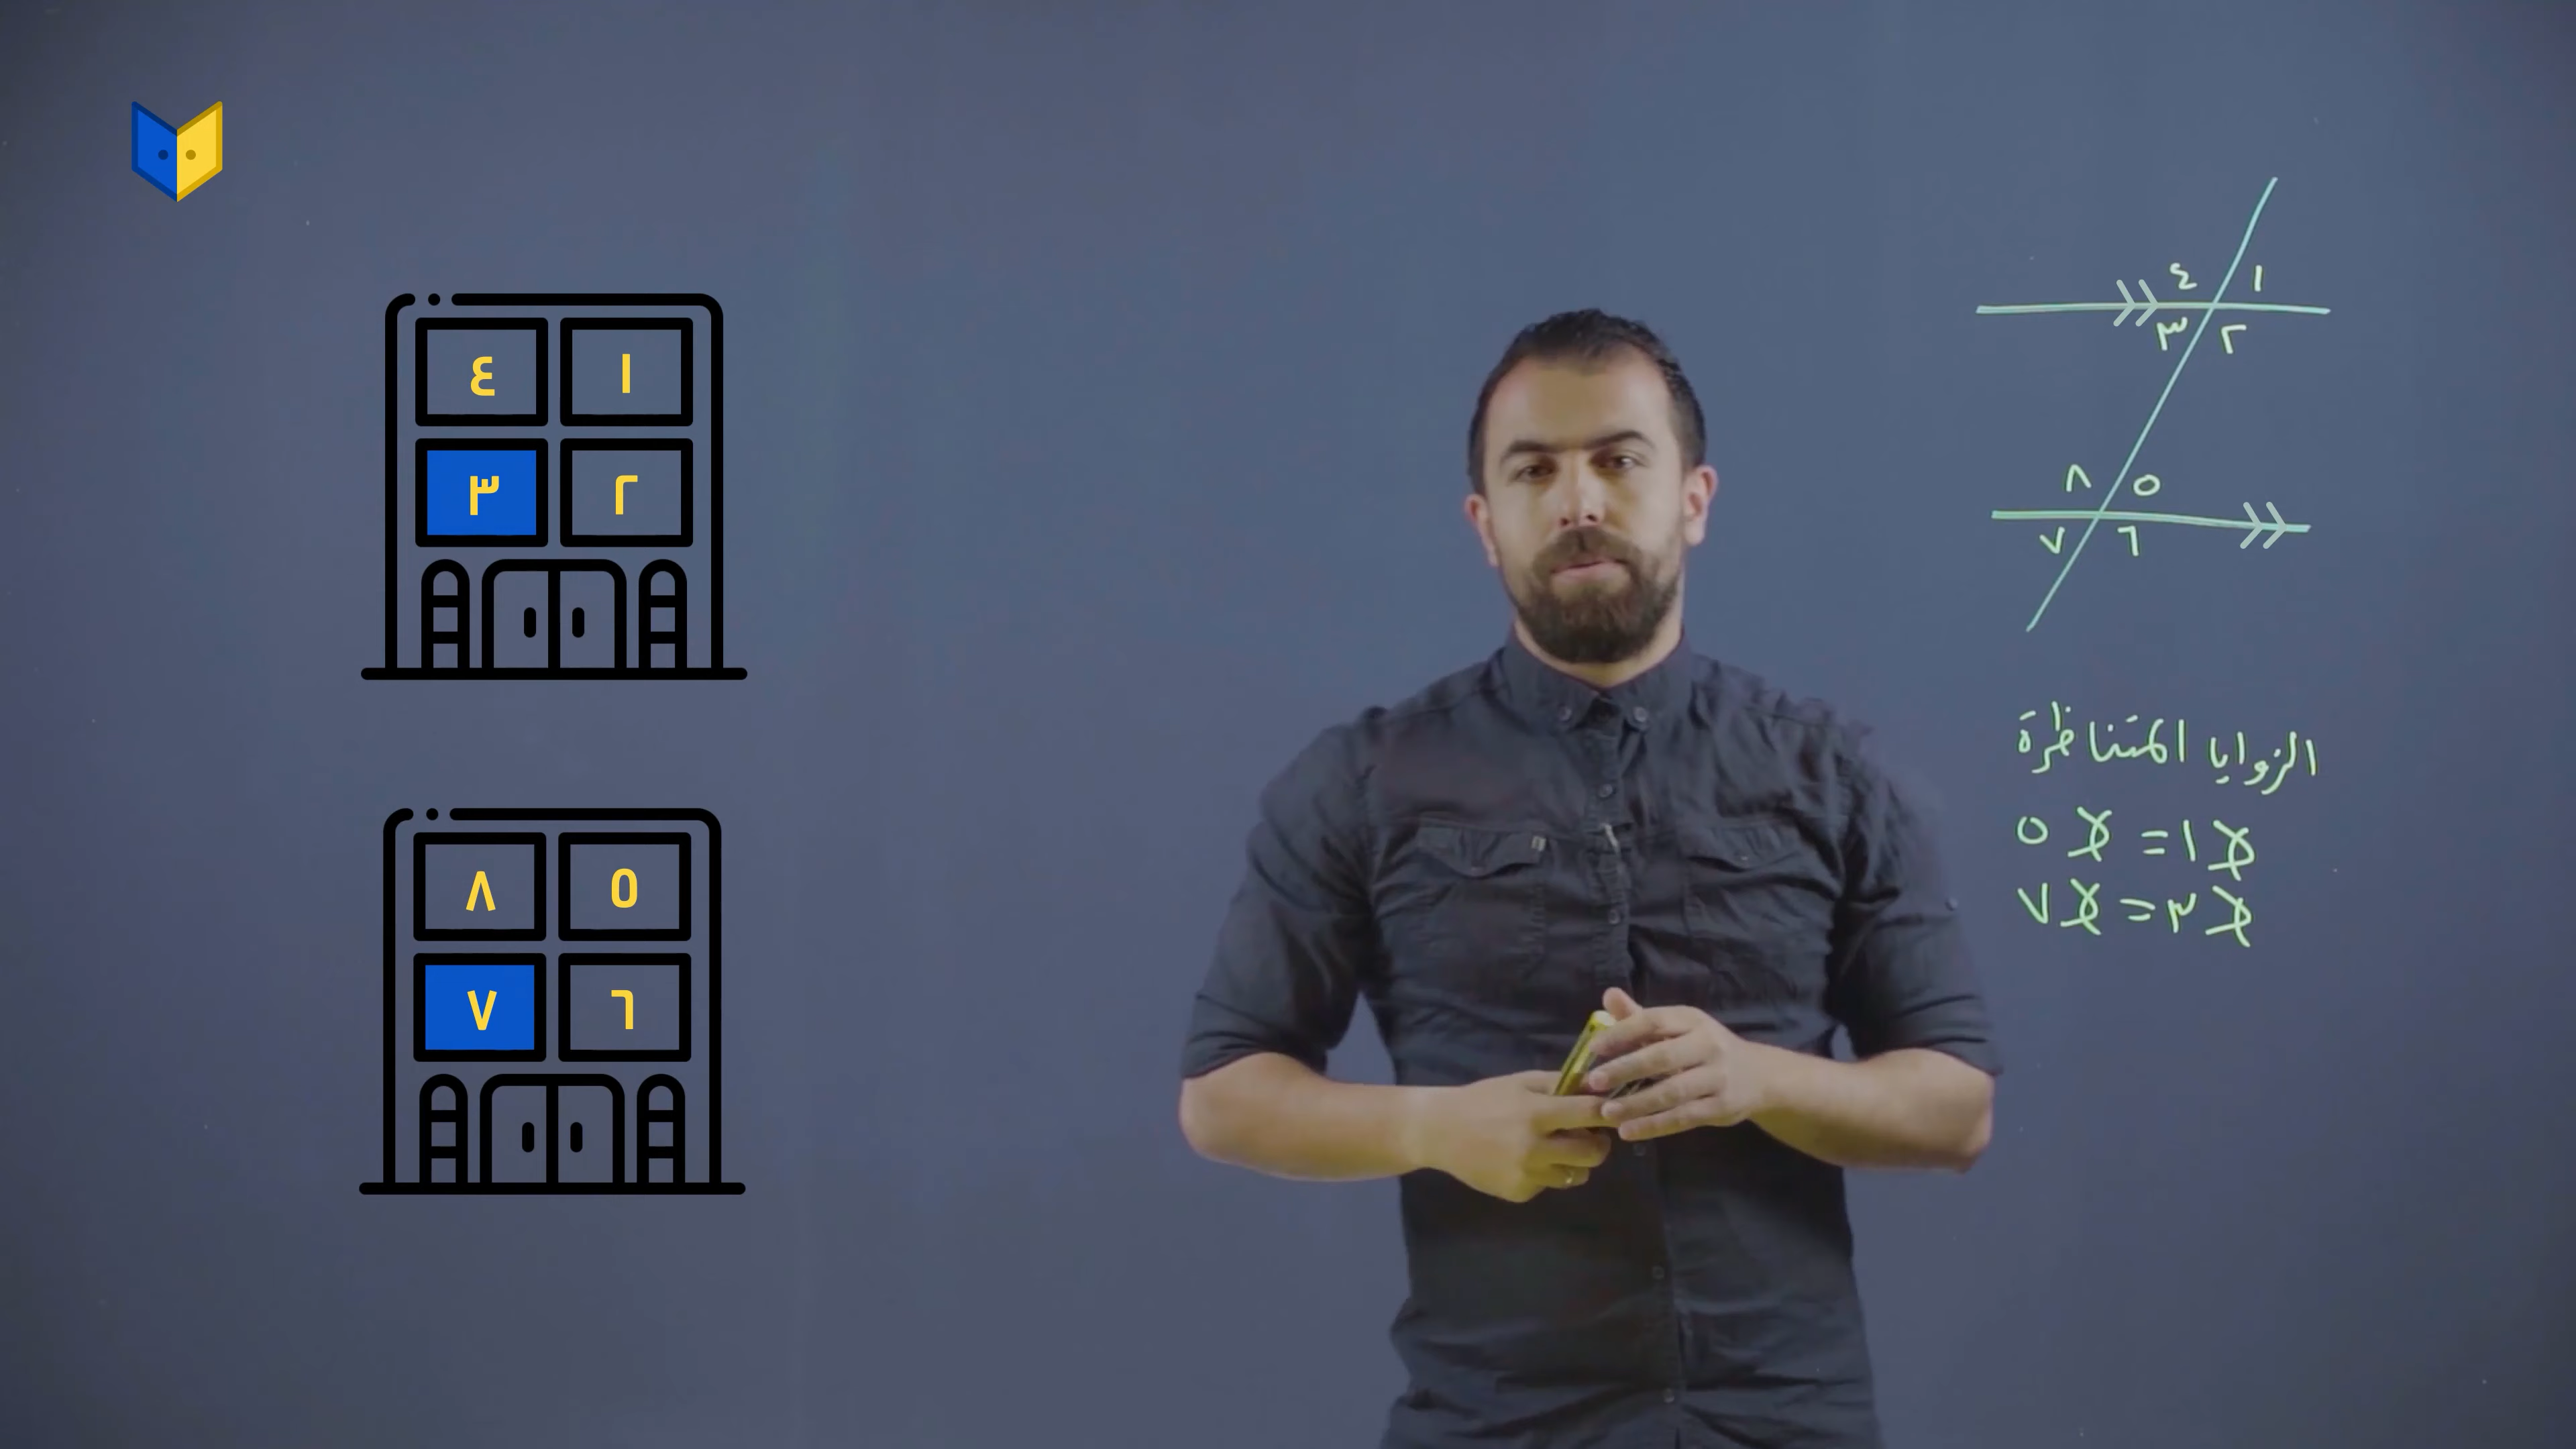 ٤ ١
٣ ٢
٨ ٥
٧ ٦
٤ ١
٣ ٢
٨ ٥
٧ ٦
الزوايا المتناظرة
∢١ = ∢٥
∢٣ = ∢٧